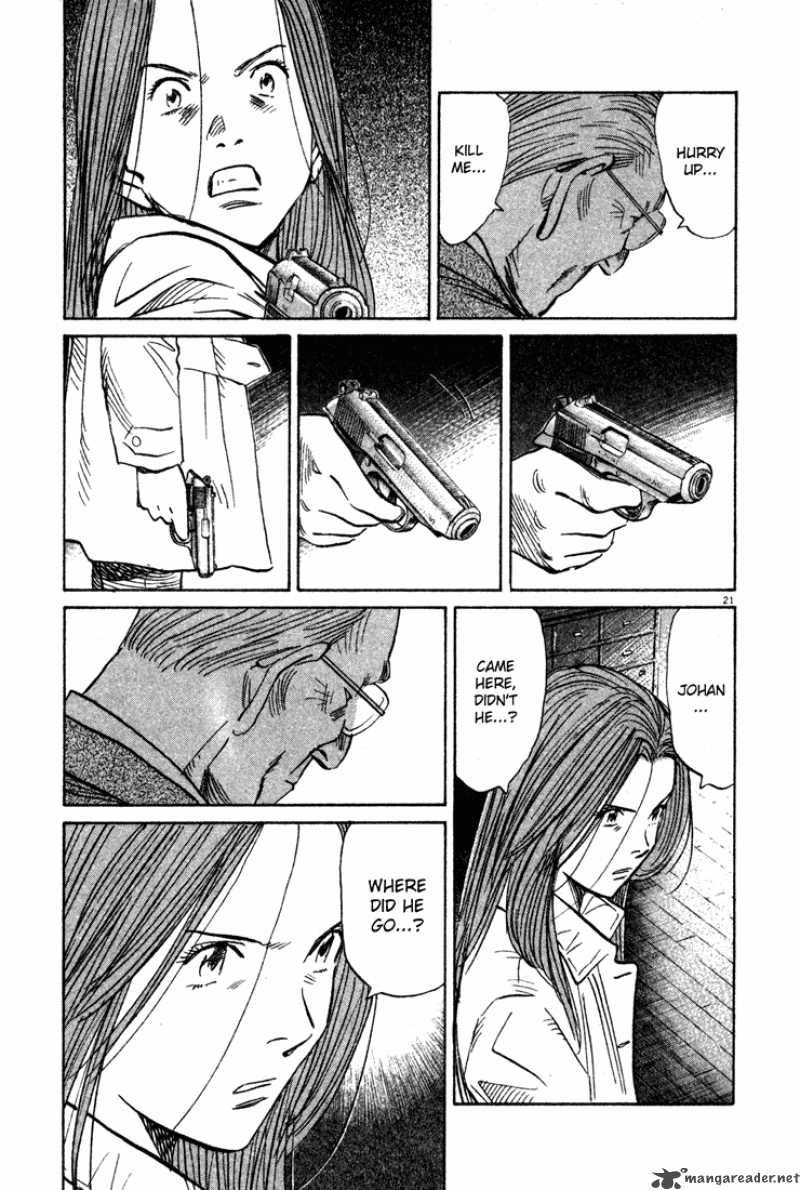 HURRY
UP...
KILL
ME...
21
JOHAN
...
CAME
HERE,
DIDN'T
HE...?
WHERE
DID HE
GO...?
mangareader.net